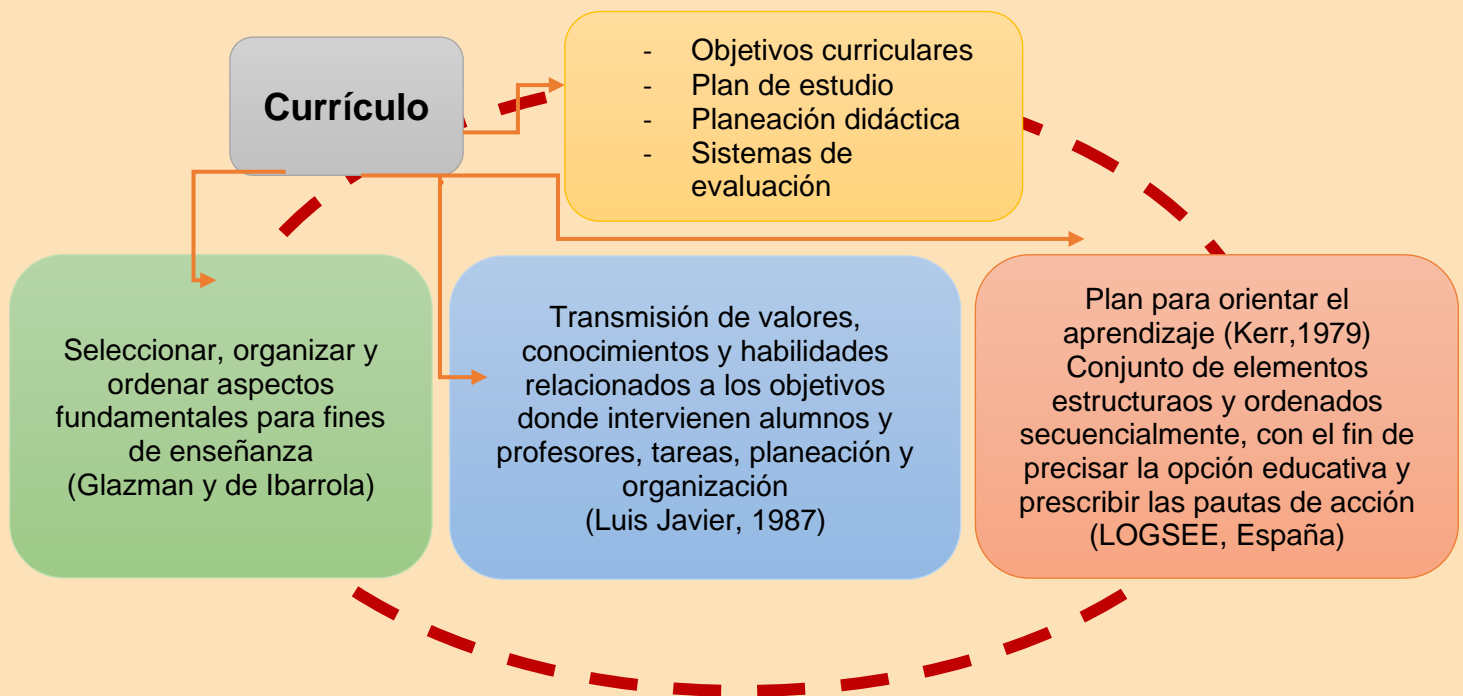 Currículo
- Objetivos curriculares
- Plan de estudio
- Planeación didáctica
- Sistemas de
evaluación
Seleccionar, organizar y
ordenar aspectos
fundamentales para fines
de enseñanza
(Glazman y de Ibarrola)
Transmisión de valores,
conocimientos y habilidades
relacionados a los objetivos
donde intervienen alumnos y
profesores, tareas, planeación y
organización
(Luis Javier, 1987)
Plan para orientar el
aprendizaje (Kerr,1979)
Conjunto de elementos
estructuraos y ordenados
secuencialmente, con el fin de
precisar la opción educativa y
prescribir las pautas de acción
(LOGSEE, España)